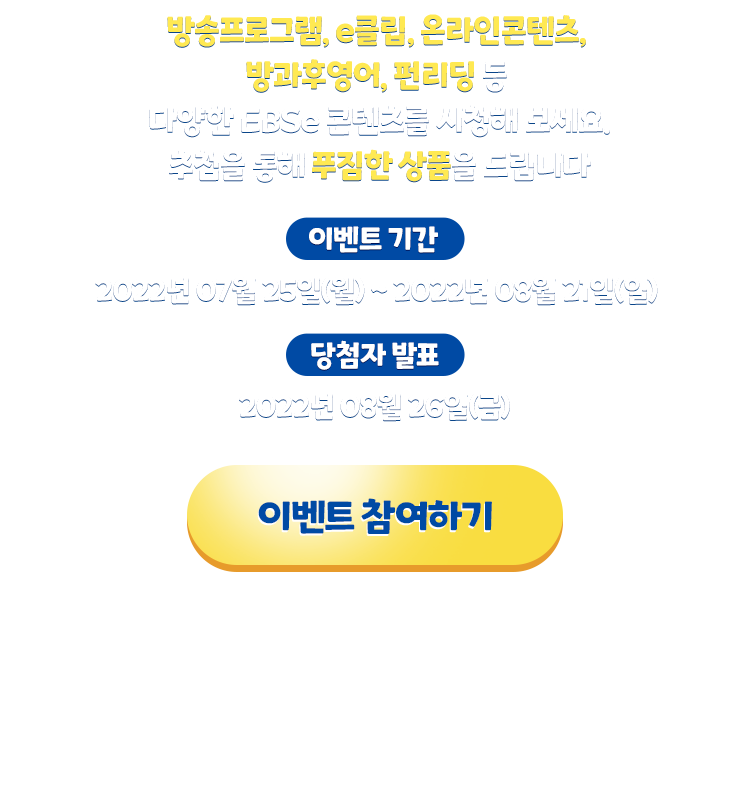 방송프로그램, e클립, 온라인콘텐츠,
방과후영어, 펀리딩 등
다양한 EBSe 콘텐츠를 시청해 보세요.
추첨을 통해 푸짐한 상품을 드립니다
이벤트 기간
2022년 07월 25일(월) ~ 2022년 08월 21일(일)
당첨자 발표
2022년 08월 26일(금)
이벤트 참여하기